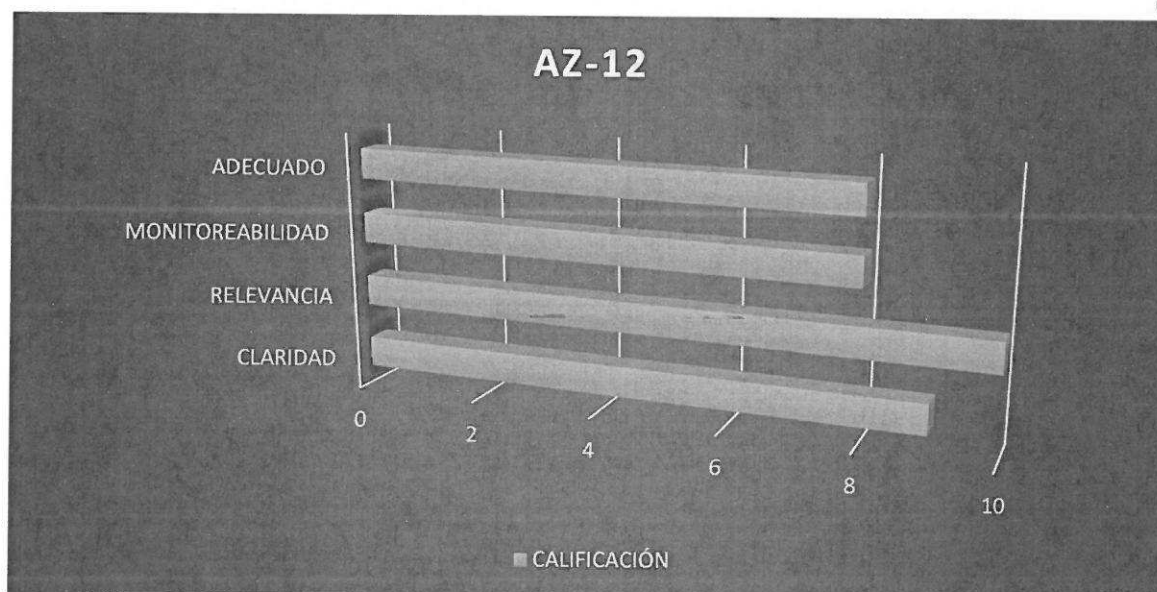 AZ-12
ADECUADO
MONITOREABILIDAD
RELEVANCIA
CLARIDAD
0
2
4
6
8
10
CALIFICACIÓN